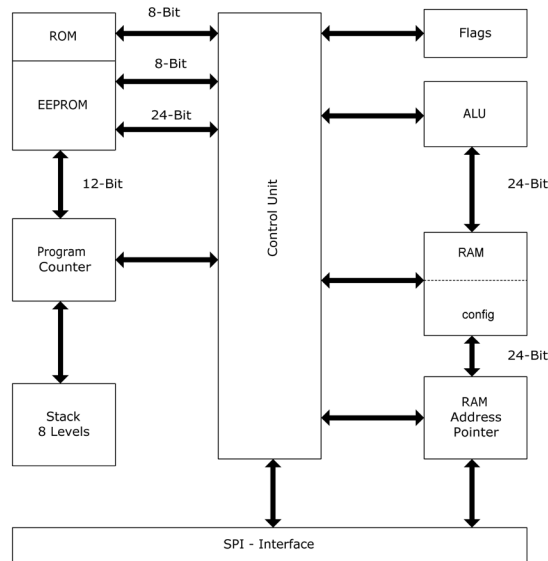 8-Bit
ROM
Flags
8-Bit
EEPROM
24-Bit
ALU
12-Bit
24-Bit
Control Unit
Program
Counter
RAM
config
24-Bit
Stack
8 Levels
RAM
Address
Pointer
SPI - Interface